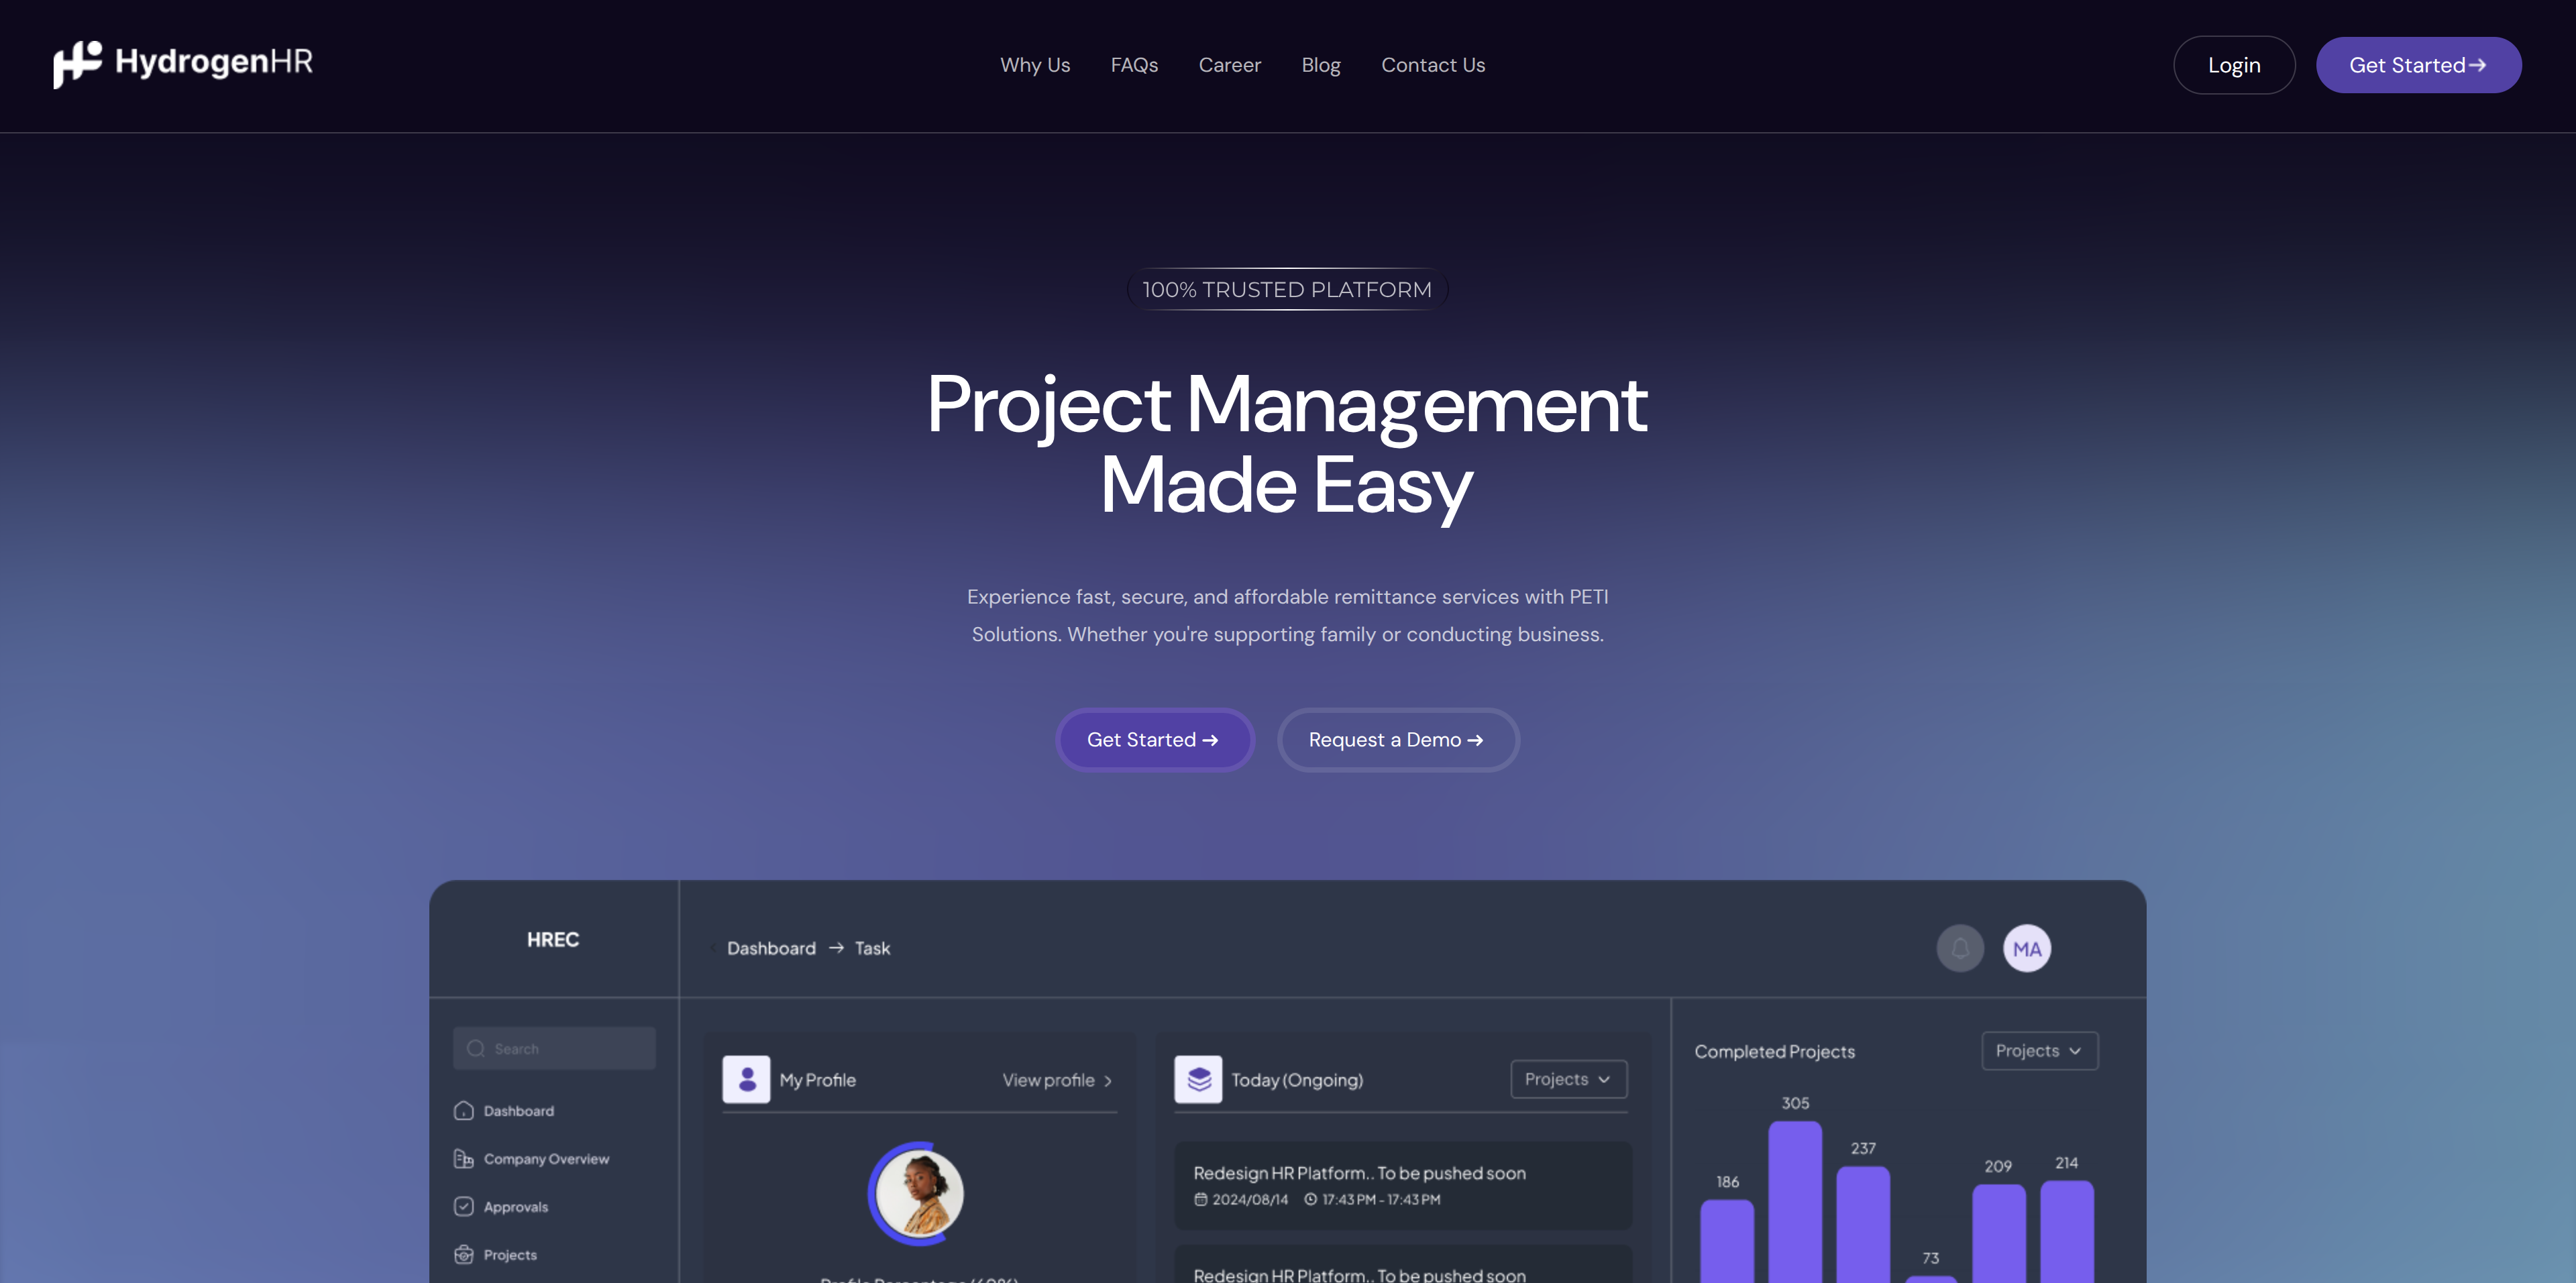 HydrogenHR
Why Us FAQs Career Blog Contact Us
Login
Get Started→
100% TRUSTED PLATFORM
Project Management
Made Easy
Experience fast, secure, and affordable remittance services with PETI
Solutions. Whether you're supporting family or conducting business.
Get Started →
Request a Demo →
HREC
Dashboard → Task
MA
Search
Dashboard
Company Overview
Approvals
Projects
My Profile
View profile >
Profile Percentage (60%)
Today (Ongoing)
Projects
Redesign HR Platform.. To be pushed soon
2024/08/14 17:43 PM - 17:43 PM
Redesign HR Platform.. To be pushed soon
Completed Projects
Projects
186
305
237
73
209
214